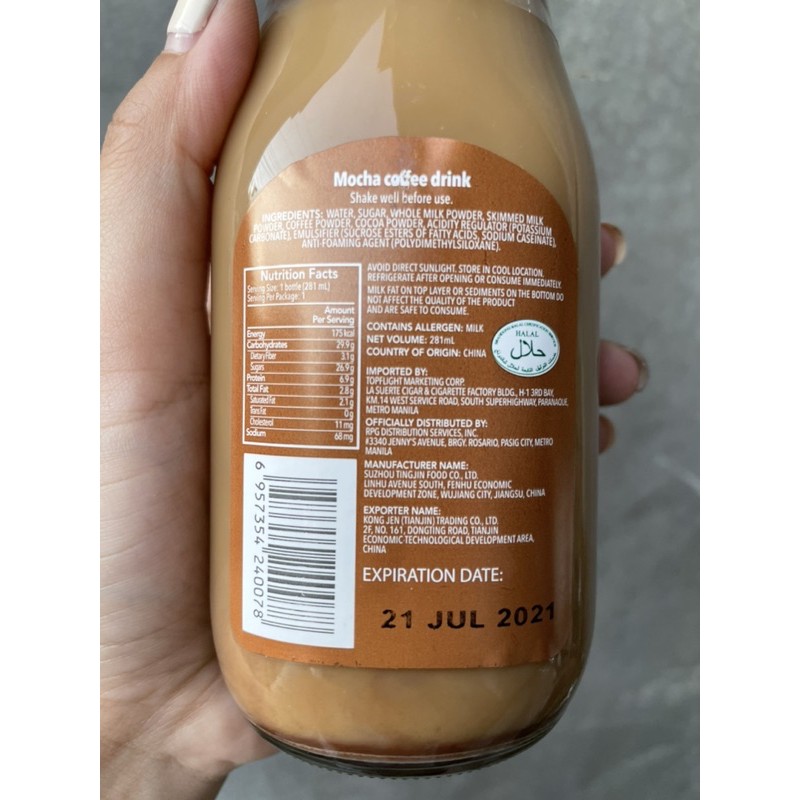 Mocha coffee drink
Shake well before use.
INGREDIENTS: WATER, SUGAR, WHOLE MILK POWDER, SKIMMED MILK
POWDER, COFFEE POWDER, COCOA POWDER, ACIDITY REGULATOR (POTASSIUM
CARBONATE), EMULSIFIER (SUCROSE ESTERS OF FATTY ACIDS, SODIUM CASEINATE),
ANTI-FOAMING AGENT (POLYDIMETHYLSILOXANE).
Nutrition Facts
Serving Size: 1 bottle (281 mL)
Serving Per Package: 1
Amount
Per Serving
Energy 175 kcal
Carbohydrates 29.9g
Dietary Fiber 3.1g
Sugars 26.9g
Protein 6.9g
Total Fat 2.8g
Saturated Fat 2.1g
Trans Fat 0g
Cholesterol 11 mg
Sodium 68 mg
6 957354 240078
AVOID DIRECT SUNLIGHT. STORE IN COOL LOCATION.
REFRIGERATE AFTER OPENING OR CONSUME IMMEDIATELY.
MILK FAT ON TOP LAYER OR SEDIMENTS ON THE BOTTOM DO
NOT AFFECT THE QUALITY OF THE PRODUCT
AND ARE SAFE TO CONSUME.
CONTAINS ALLERGEN: MILK
NET VOLUME: 281mL
COUNTRY OF ORIGIN: CHINA
HALAL
حلال
IMPORTED BY:
TOPFLIGHT MARKETING CORP.
LA SUERTE CIGAR & CIGARETTE FACTORY BLDG., H-1 3RD BAY,
KM.14 WEST SERVICE ROAD, SOUTH SUPERHIGHWAY, PARANAQUE,
METRO MANILA
OFFICIALLY DISTRIBUTED BY:
RPG DISTRIBUTION SERVICES, INC.
#3340 JENNY'S AVENUE, BRGY. ROSARIO, PASIG CITY, METRO
MANILA
MANUFACTURER NAME:
SUZHOU TINGJIN FOOD CO., LTD.
LINHU AVENUE SOUTH, FENHU ECONOMIC
DEVELOPMENT ZONE, WUJIANG CITY, JIANGSU, CHINA
EXPORTER NAME:
KONG JEN (TIANJIN) TRADING CO., LTD.
2F, NO. 161, DONGTING ROAD, TIANJIN
ECONOMIC-TECHNOLOGICAL DEVELOPMENT AREA,
CHINA
EXPIRATION DATE:
21 JUL 2021